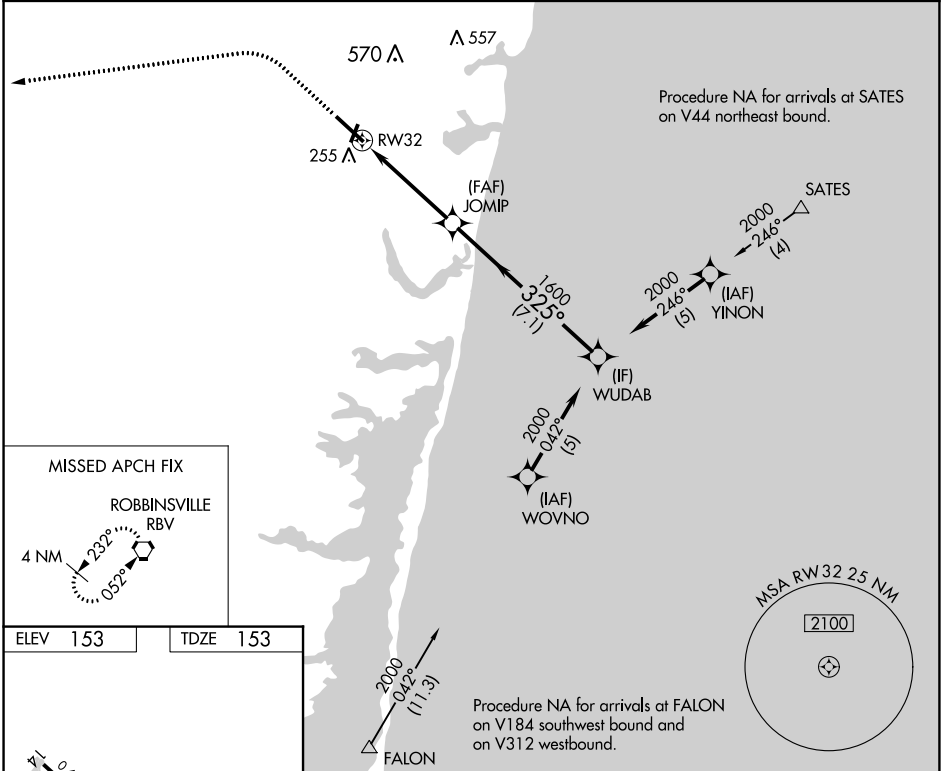 570
557
Procedure NA for arrivals at SATES
on V44 northeast bound.
RW32
255
(FAF)
JOMIP
SATES
2000
246°
(4)
2000
246°
(5)
(IAF)
YINON
1600
325°
(7.1)
(IF)
WUDAB
2000
042°
(5)
(IAF)
WOVNO
MISSED APCH FIX
ROBBINSVILLE
RBV
4 NM
232°
052°
MSA RW32 25 NM
2100
ELEV 153
TDZE 153
2000
042°
(11.3)
FALON
Procedure NA for arrivals at FALON
on V184 southwest bound and
on V312 westbound.
14